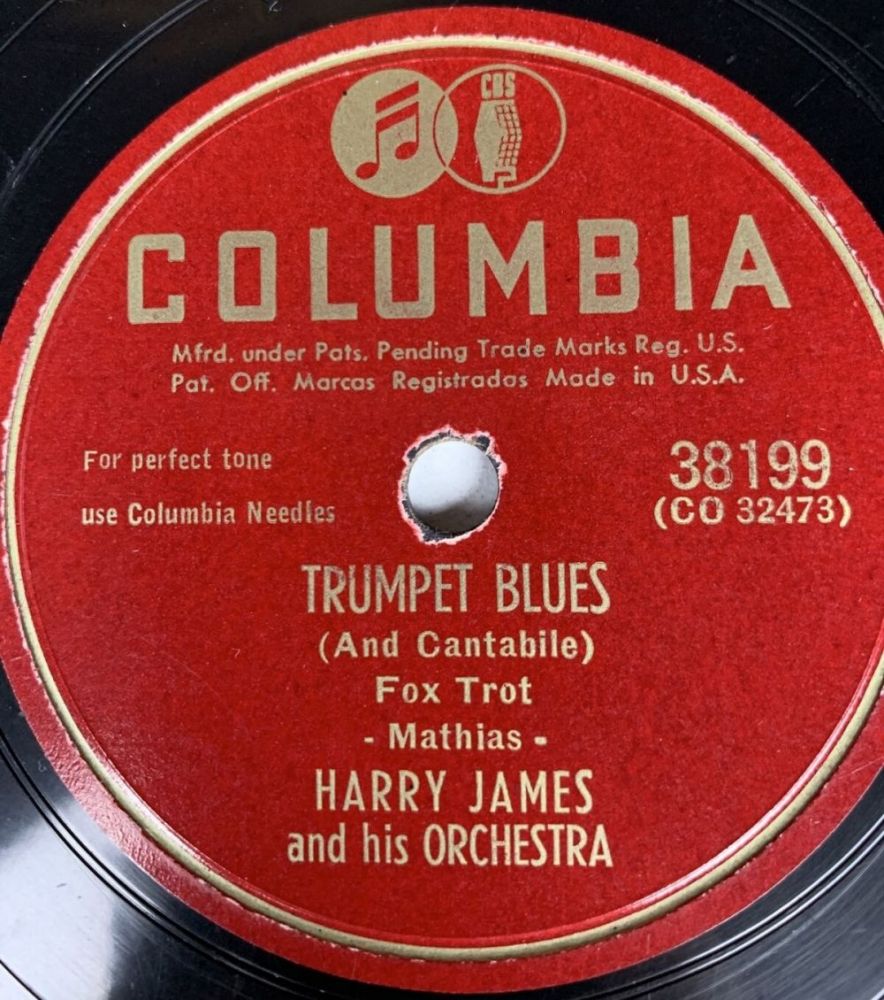 CBS
COLUMBIA
Mfrd. under Pats. Pending Trade Marks Reg. U.S.
Pat. Off. Marcas Registradas Made in U.S.A.
For perfect tone
use Columbia Needles
38199
(CO 32473)
TRUMPET BLUES
(And Cantabile)
Fox Trot
- Mathias -
HARRY JAMES
and his ORCHESTRA